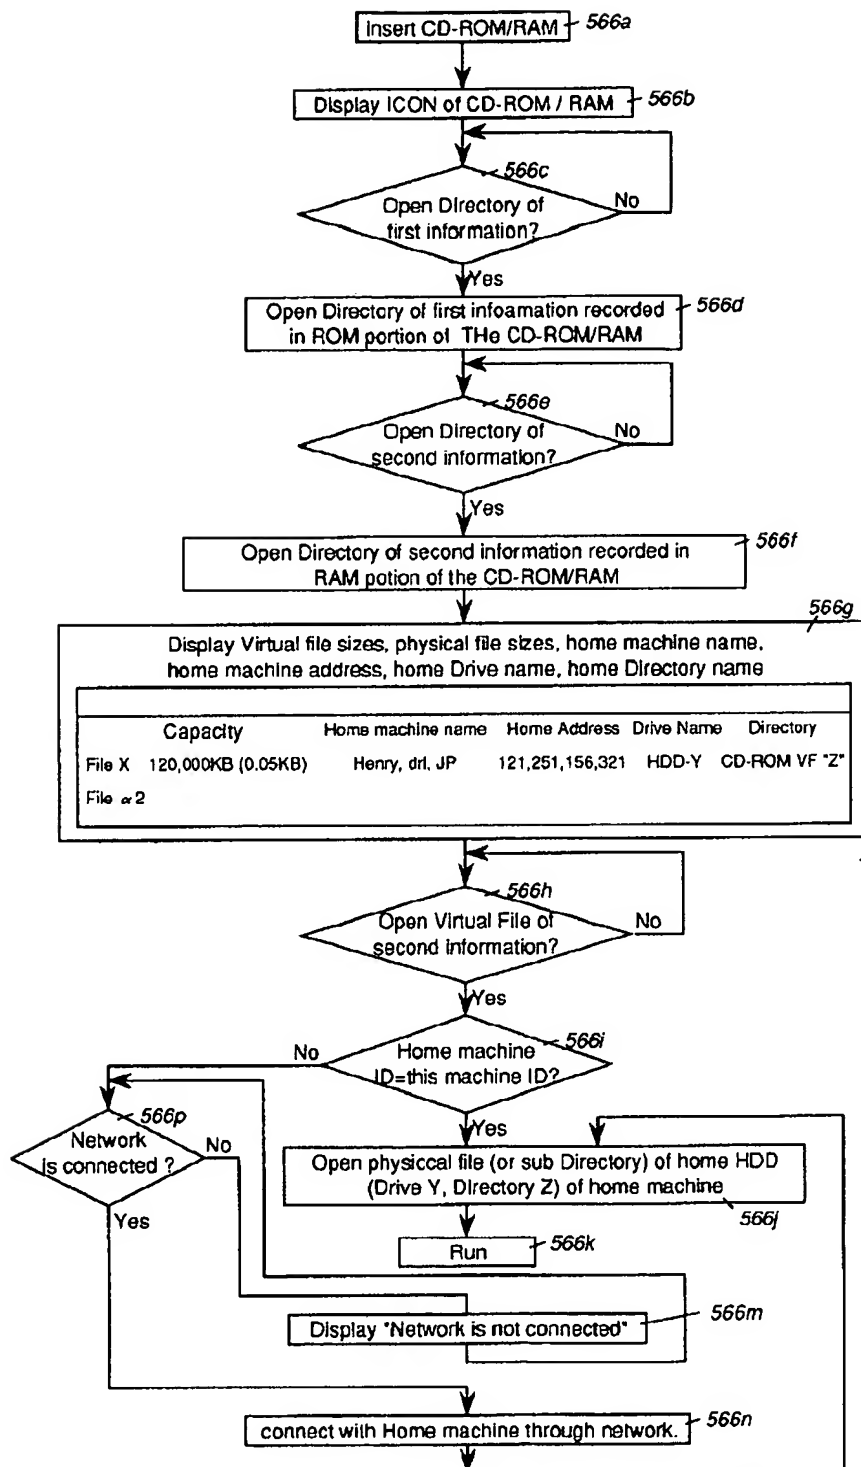 Insert CD-ROM/RAM 566a
Display ICON of CD-ROM / RAM 566b
566c
Open Directory of
first information?
No
Yes
Open Directory of first infoamation recorded
in ROM portion of THe CD-ROM/RAM
566d
566e
Open Directory of
second information?
No
Yes
Open Directory of second information recorded in
RAM potion of the CD-ROM/RAM
566f
566g
Display Virtual file sizes, physical file sizes, home machine name,
home machine address, home Drive name, home Directory name
Capacity Home machine name Home Address Drive Name Directory
File X 120,000KB (0.05KB) Henry, drl, JP 121,251,156,321 HDD-Y CD-ROM VF "Z"
File α2
566h
Open Virtual File of
second information?
No
Yes
566i
Home machine
ID=this machine ID?
No
Yes
566p
Network
is connected ?
No
Yes
Open physiccal file (or sub Directory) of home HDD
(Drive Y, Directory Z) of home machine
566j
Run 566k
Display "Network is not connected" 566m
connect with Home machine through network. 566n